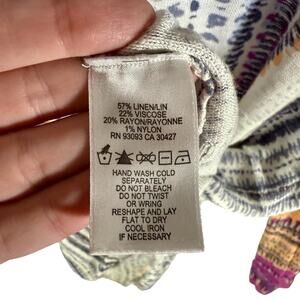 57% LINEN/LIN
22% VISCOSE
20% RAYON/RAYONNE
1% NYLON
RN 93093 CA 30427
HAND WASH COLD
SEPARATELY
DO NOT BLEACH
DO NOT TWIST
OR WRING
RESHAPE AND LAY
FLAT TO DRY
COOL IRON
IF NECESSARY